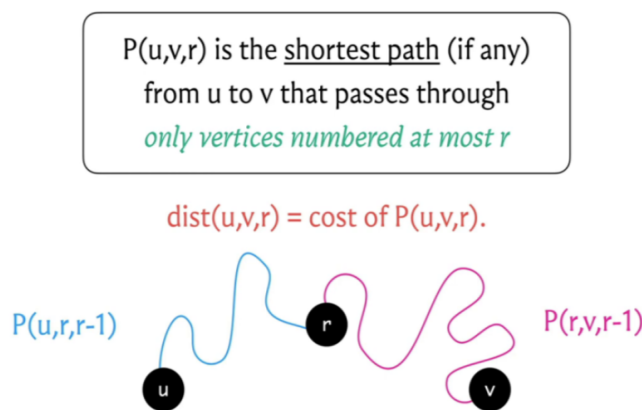 P(u,v,r) is the shortest path (if any)
from u to v that passes through
only vertices numbered at most r
dist(u,v,r) = cost of P(u,v,r).
P(u,r,r-1)
r
P(r,v,r-1)
u
v